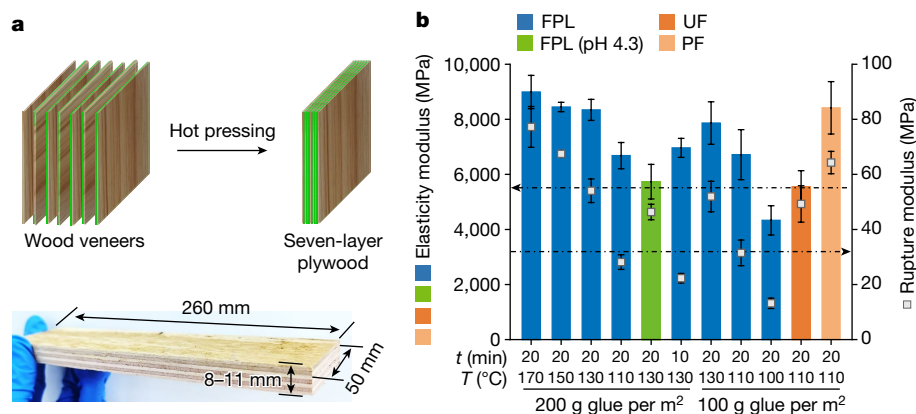 a
Hot pressing
Wood veneers
Seven-layer
plywood
260 mm
50 mm
8–11 mm
b
FPL
FPL (pH 4.3)
UF
PF
Elasticity modulus (MPa)
10,000
8,000
6,000
4,000
2,000
0
Rupture modulus (MPa)
100
80
60
40
20
0
t (min) 20 20 20 20 20 10 20 20 20 20 20
T (°C) 170 150 130 110 130 130 130 110 100 110 110
200 g glue per m² 100 g glue per m²